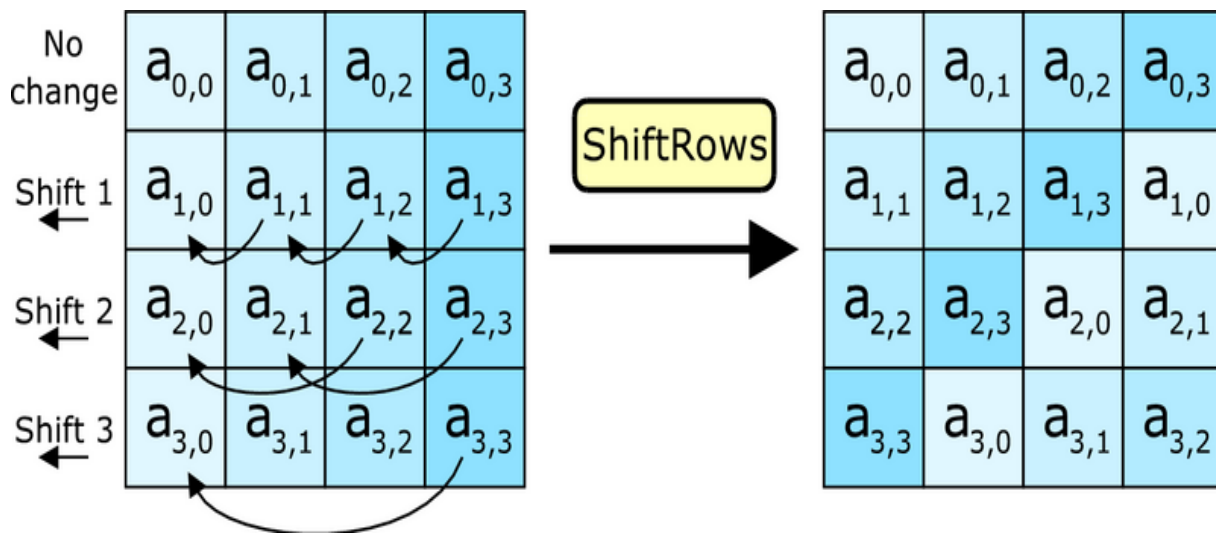 No
change
a0,0 a0,1 a0,2 a0,3
a0,0 a0,1 a0,2 a0,3
ShiftRows
Shift 1
a1,0 a1,1 a1,2 a1,3
a1,1 a1,2 a1,3 a1,0
Shift 2
a2,0 a2,1 a2,2 a2,3
a2,2 a2,3 a2,0 a2,1
Shift 3
a3,0 a3,1 a3,2 a3,3
a3,3 a3,0 a3,1 a3,2